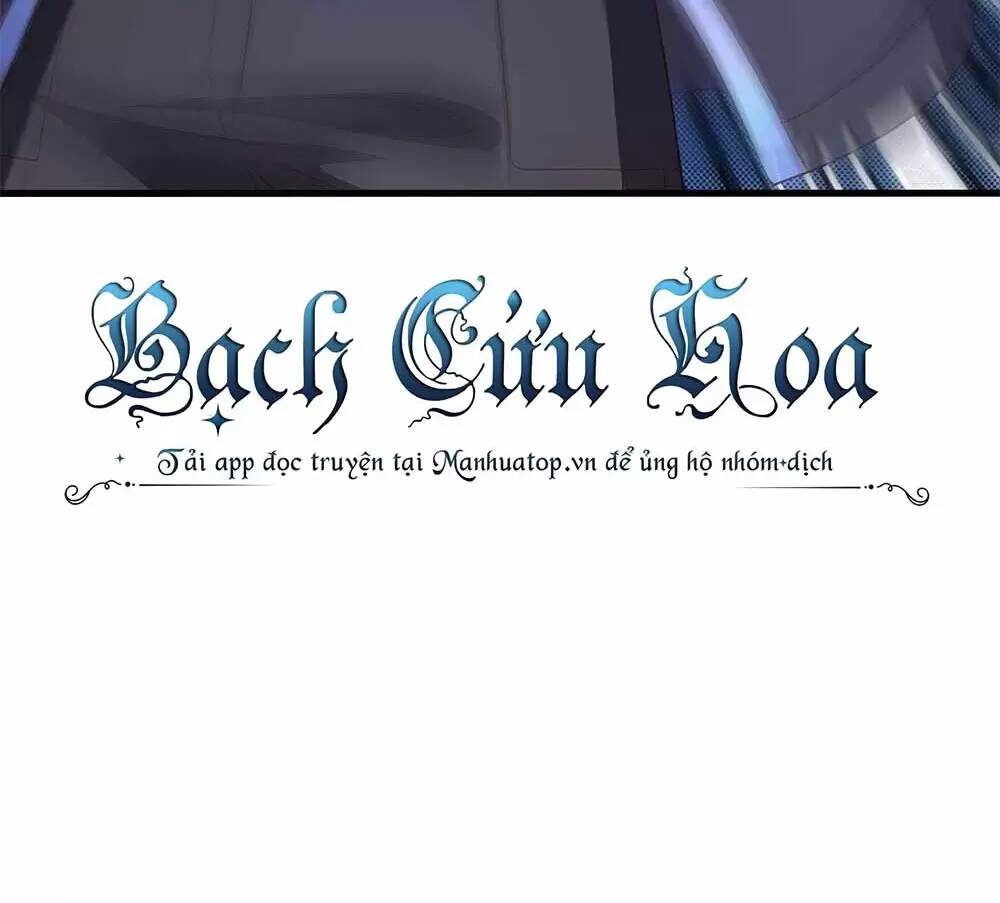 Bạch Cửu Hoa
Tải app đọc truyện tại Manhuatop.vn để ủng hộ nhóm dịch